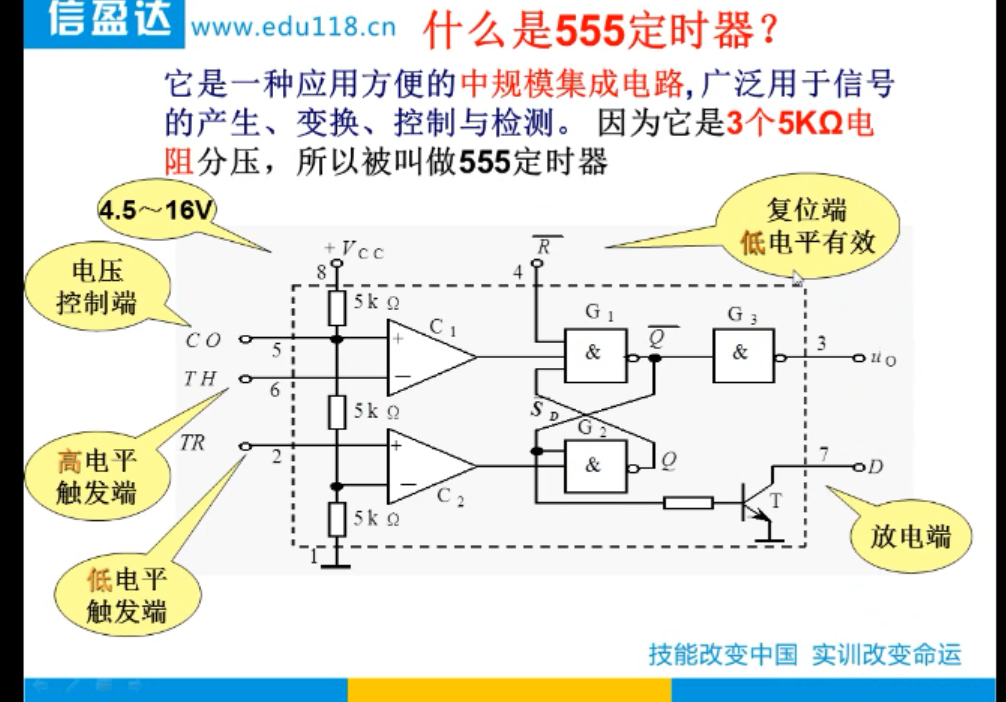 信盈达 www.edu118.cn 什么是555定时器？
它是一种应用方便的中规模集成电路,广泛用于信号
的产生、变换、控制与检测。 因为它是3个5KΩ电
阻分压，所以被叫做555定时器
4.5～16V
复位端
低电平有效
电压
控制端
+VCC
8
R
4
5kΩ
C1
G1
G3
Q
CO
5
+
&
&
3
uO
TH
6
−
5kΩ
SD
G2
TR
2
+
&
Q
7
D
高电平
触发端
−
C2
T
5kΩ
放电端
1
低电平
触发端
技能改变中国 实训改变命运